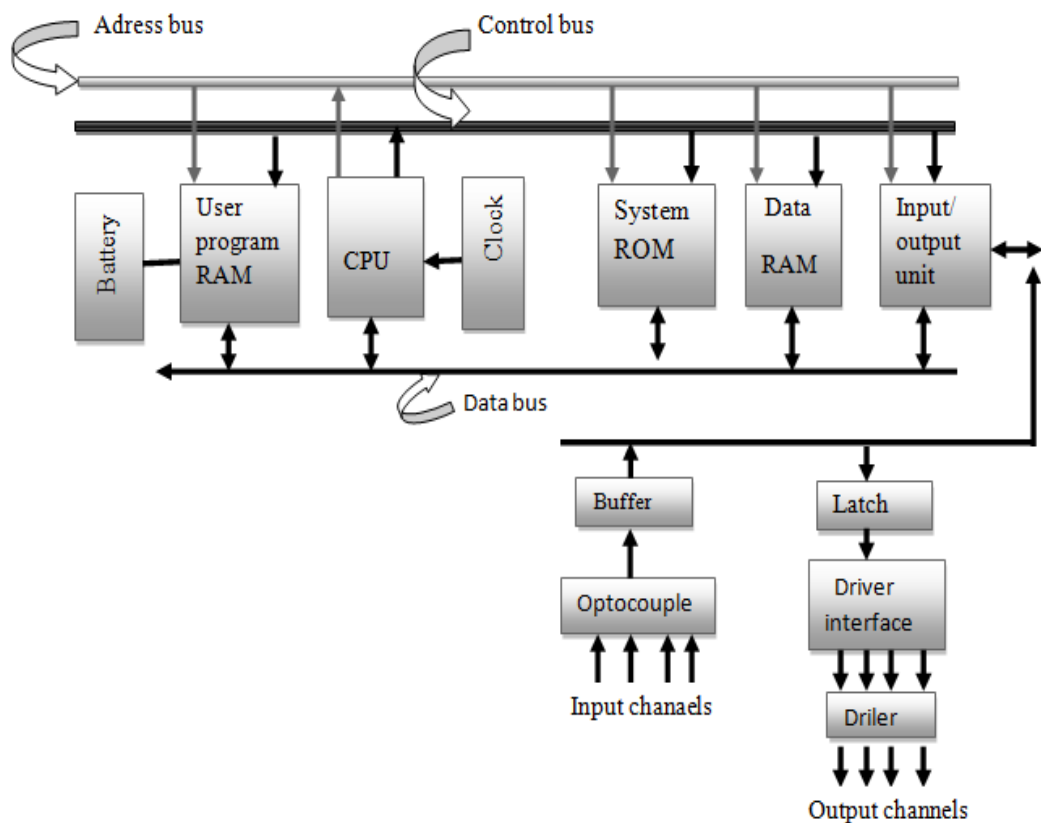 Adress bus
Control bus
Battery
User
program
RAM
CPU
Clock
System
ROM
Data
RAM
Input/
output
unit
Data bus
Buffer
Latch
Optocouple
Driver
interface
Input chanaels
Driler
Output channels